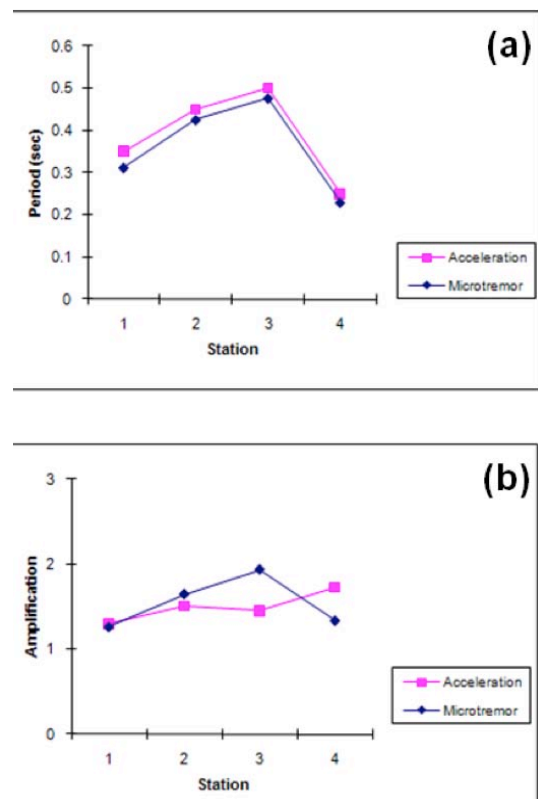 (a)
0.6
0.5
0.4
0.3
0.2
0.1
0
Period (sec)
1 2 3 4
Station
Acceleration
Microtremor
(b)
3
2
1
0
Amplification
1 2 3 4
Station
Acceleration
Microtremor